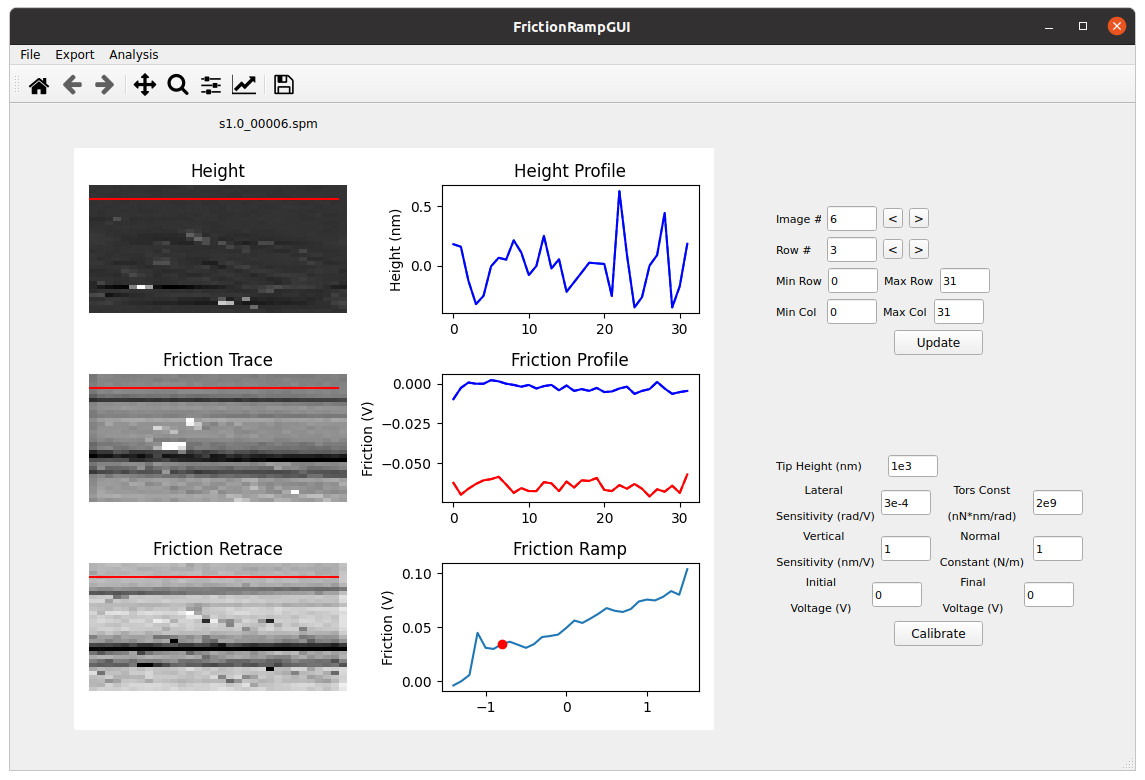 FrictionRampGUI
File Export Analysis
s1.0_00006.spm
Height
Height Profile
Height (nm)
0.5
0.0
0 10 20 30
Friction Trace
Friction Profile
Friction (V)
0.000
−0.025
−0.050
0 10 20 30
Friction Retrace
Friction Ramp
Friction (V)
0.10
0.05
0.00
−1 0 1
Image # 6 < >
Row # 3 < >
Min Row 0 Max Row 31
Min Col 0 Max Col 31
Update
Tip Height (nm) 1e3
Lateral Sensitivity (rad/V) 3e-4 Tors Const (nN*nm/rad) 2e9
Vertical Sensitivity (nm/V) 1 Normal Constant (N/m) 1
Initial Voltage (V) 0 Final Voltage (V) 0
Calibrate